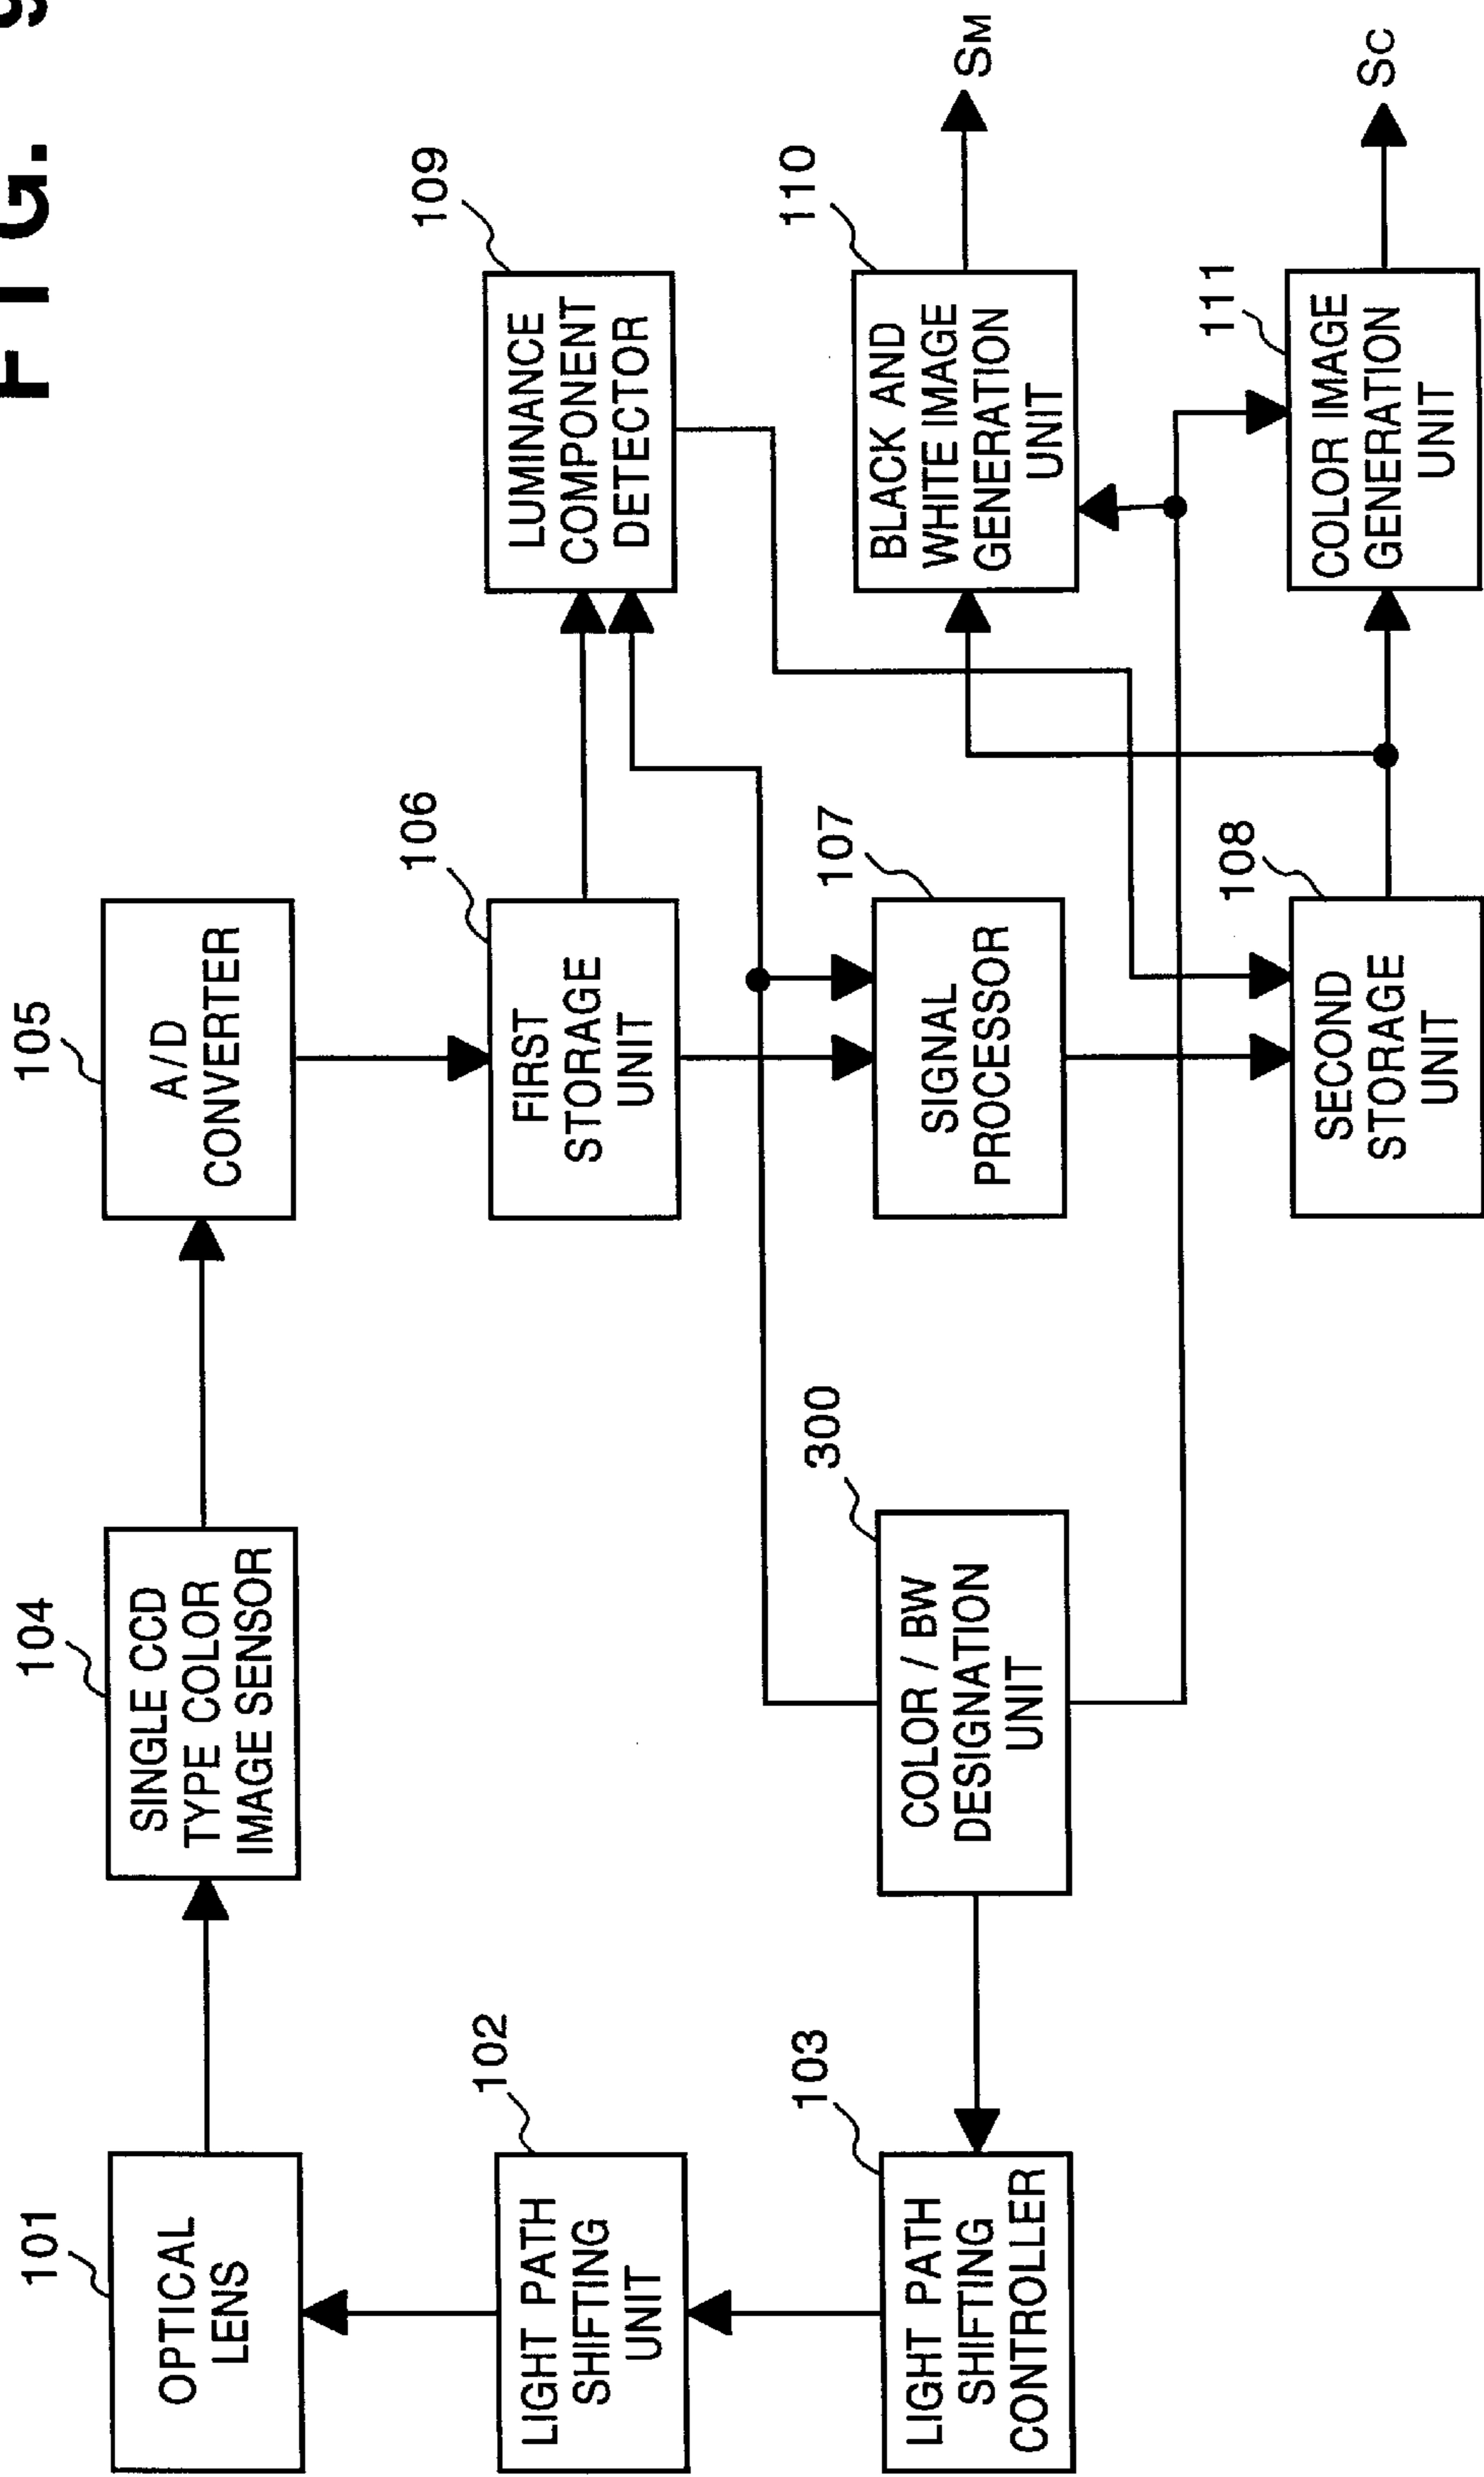 FIG. 9
101
OPTICAL
LENS
104
SINGLE CCD
TYPE COLOR
IMAGE SENSOR
105
A/D
CONVERTER
102
LIGHT PATH
SHIFTING
UNIT
106
FIRST
STORAGE
UNIT
109
LUMINANCE
COMPONENT
DETECTOR
103
LIGHT PATH
SHIFTING
CONTROLLER
300
COLOR / BW
DESIGNATION
UNIT
107
SIGNAL
PROCESSOR
110
BLACK AND
WHITE IMAGE
GENERATION
UNIT
SM
108
SECOND
STORAGE
UNIT
111
COLOR IMAGE
GENERATION
UNIT
SC